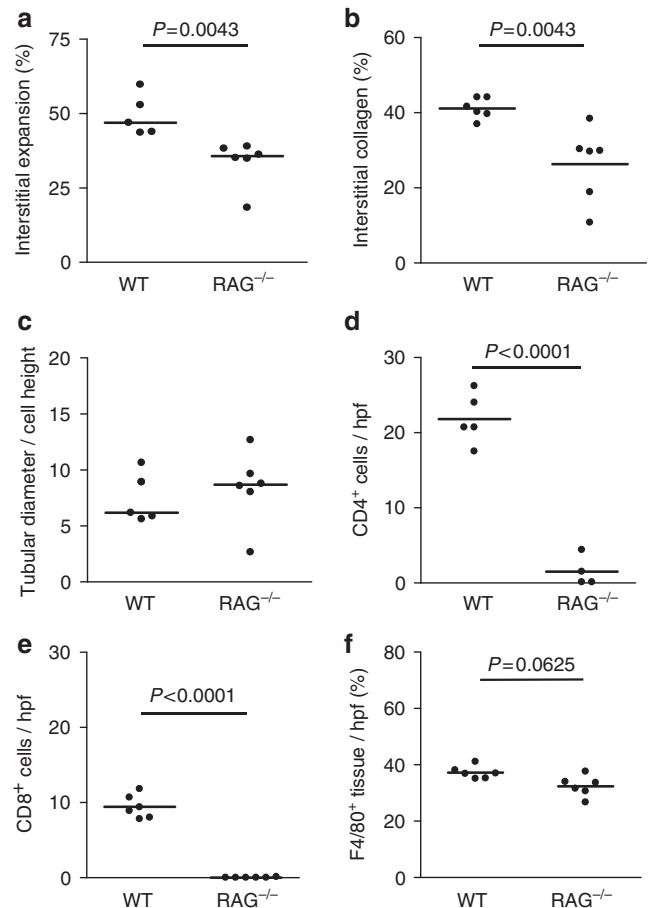 a
P=0.0043
Interstitial expansion (%)
75
50
25
0
WT RAG–/–
b
P=0.0043
Interstitial collagen (%)
60
40
20
0
WT RAG–/–
c
Tubular diameter / cell height
20
15
10
5
0
WT RAG–/–
d
P<0.0001
CD4+ cells / hpf
30
20
10
0
WT RAG–/–
e
P<0.0001
CD8+ cells / hpf
30
20
10
0
WT RAG–/–
f
P=0.0625
F4/80+ tissue / hpf (%)
80
60
40
20
0
WT RAG–/–